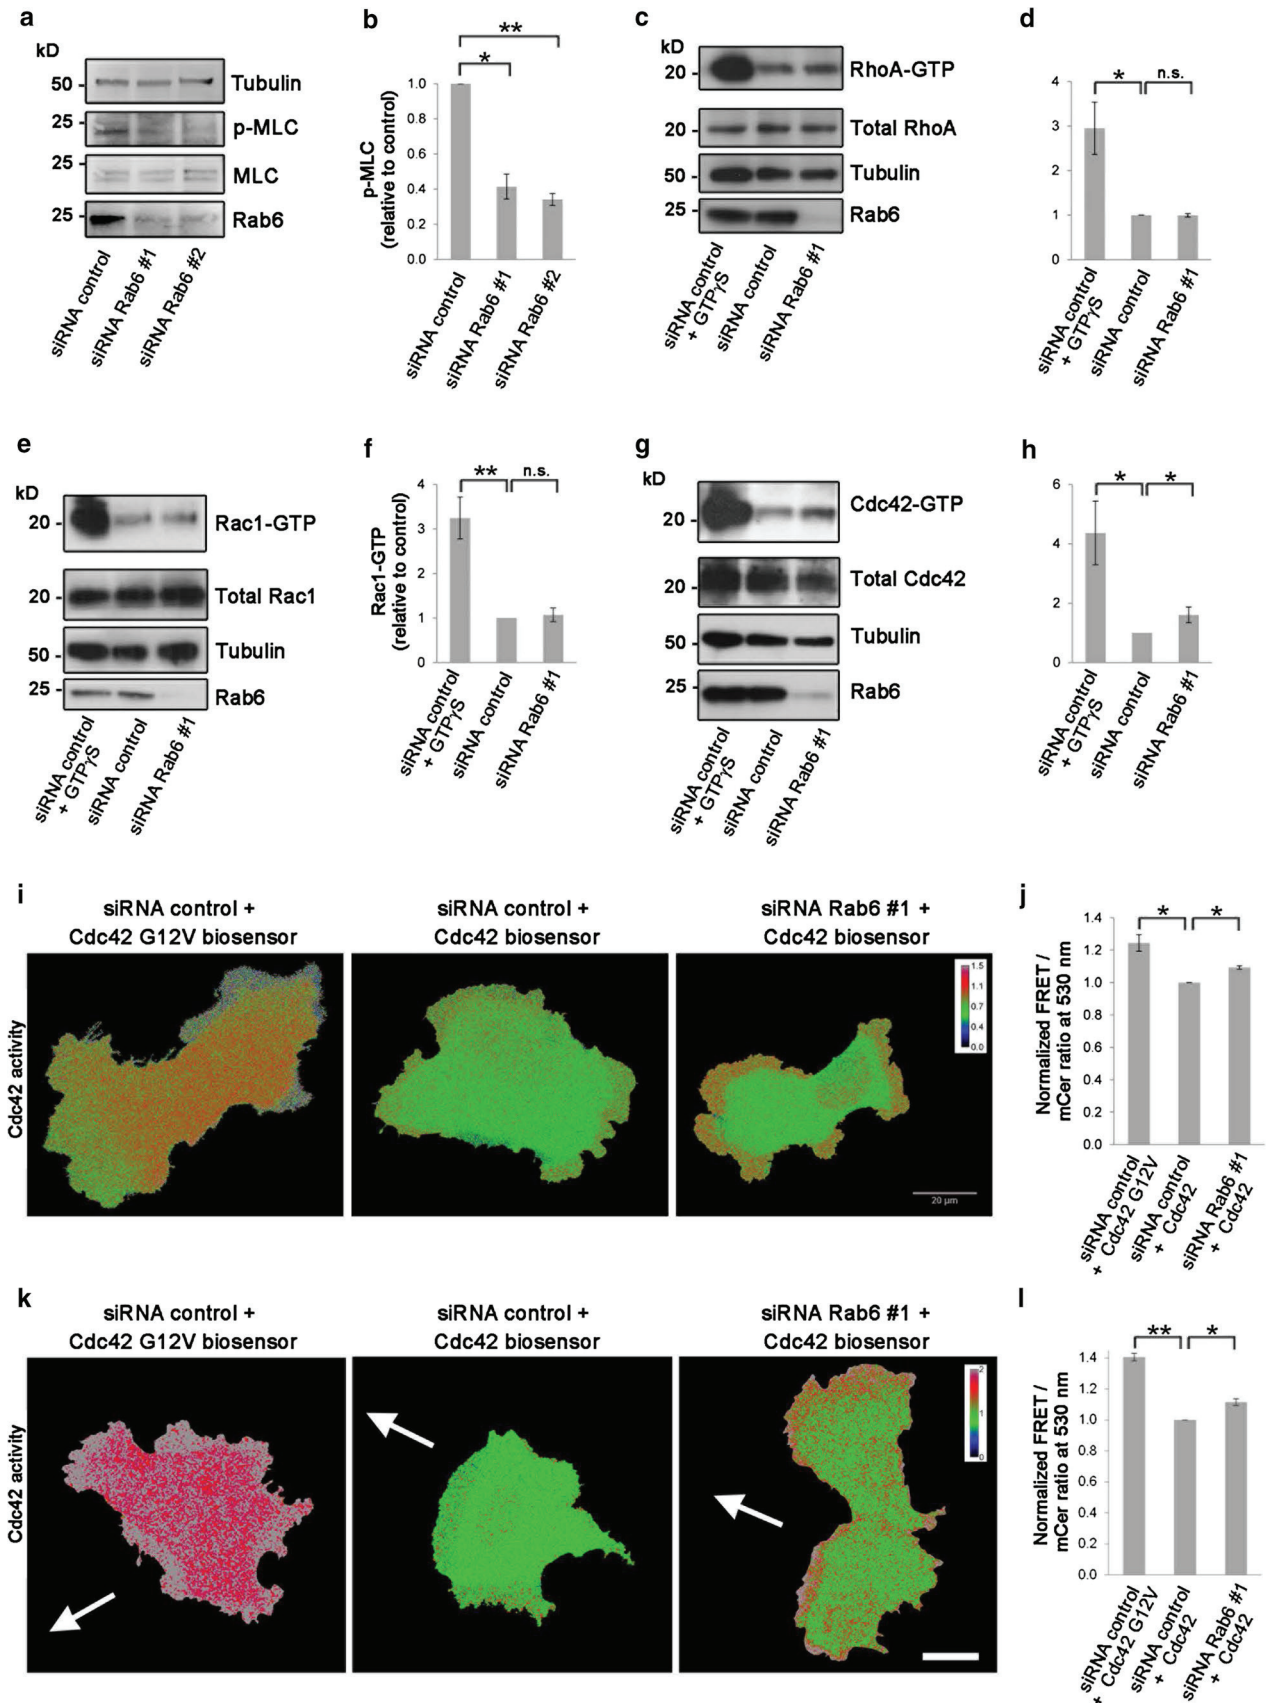 a
kD
50 - Tubulin
25 - p-MLC
25 - MLC
25 - Rab6
siRNA control
siRNA Rab6 #1
siRNA Rab6 #2
b
**
*
p-MLC
(relative to control)
1.0
0.8
0.6
0.4
0.2
0.0
siRNA control
siRNA Rab6 #1
siRNA Rab6 #2
c
kD
20 - RhoA-GTP
20 - Total RhoA
50 - Tubulin
25 - Rab6
siRNA control
+ GTPγS
siRNA control
siRNA Rab6 #1
d
* n.s.
4
3
2
1
0
siRNA control
+ GTPγS
siRNA control
siRNA Rab6 #1
e
kD
20 - Rac1-GTP
20 - Total Rac1
50 - Tubulin
25 - Rab6
siRNA control
+ GTPγS
siRNA control
siRNA Rab6 #1
f
** n.s.
Rac1-GTP
(relative to control)
4
3
2
1
0
siRNA control
+ GTPγS
siRNA control
siRNA Rab6 #1
g
kD
20 - Cdc42-GTP
20 - Total Cdc42
50 - Tubulin
25 - Rab6
siRNA control
+ GTPγS
siRNA control
siRNA Rab6 #1
h
* *
6
4
2
0
siRNA control
+ GTPγS
siRNA control
siRNA Rab6 #1
i
Cdc42 activity
siRNA control +
Cdc42 G12V biosensor
siRNA control +
Cdc42 biosensor
siRNA Rab6 #1 +
Cdc42 biosensor
1.5
1.1
0.7
0.4
0.0
20 µm
j
* *
Normalized FRET /
mCer ratio at 530 nm
1.4
1.2
1.0
0.8
0.6
0.4
0.2
0.0
siRNA control
+ Cdc42 G12V
siRNA control
+ Cdc42
siRNA Rab6 #1
+ Cdc42
k
Cdc42 activity
siRNA control +
Cdc42 G12V biosensor
siRNA control +
Cdc42 biosensor
siRNA Rab6 #1 +
Cdc42 biosensor
2
1
0
l
** *
Normalized FRET /
mCer ratio at 530 nm
1.4
1.2
1.0
0.8
0.6
0.4
0.2
0.0
siRNA control
+ Cdc42 G12V
siRNA control
+ Cdc42
siRNA Rab6 #1
+ Cdc42